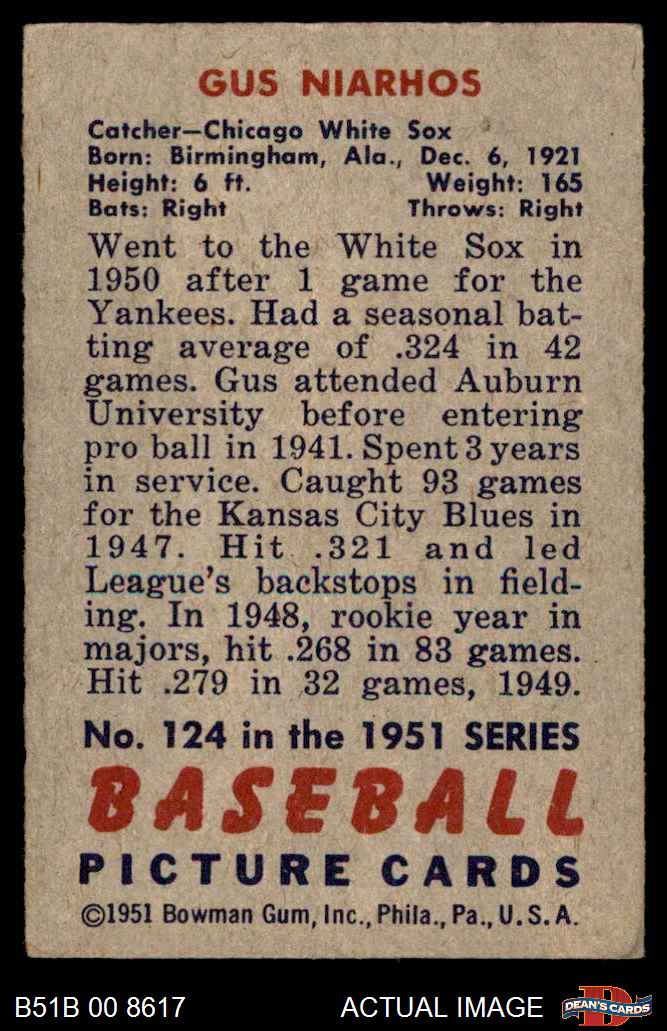 GUS NIARHOS
Catcher—Chicago White Sox
Born: Birmingham, Ala., Dec. 6, 1921
Height: 6 ft. Weight: 165
Bats: Right Throws: Right
Went to the White Sox in
1950 after 1 game for the
Yankees. Had a seasonal bat-
ting average of .324 in 42
games. Gus attended Auburn
University before entering
pro ball in 1941. Spent 3 years
in service. Caught 93 games
for the Kansas City Blues in
1947. Hit .321 and led
League's backstops in field-
ing. In 1948, rookie year in
majors, hit .268 in 83 games.
Hit .279 in 32 games, 1949.
No. 124 in the 1951 SERIES
BASEBALL
PICTURE CARDS
©1951 Bowman Gum, Inc., Phila., Pa., U.S.A.
B51B 00 8617 ACTUAL IMAGE D DEAN'S CARDS